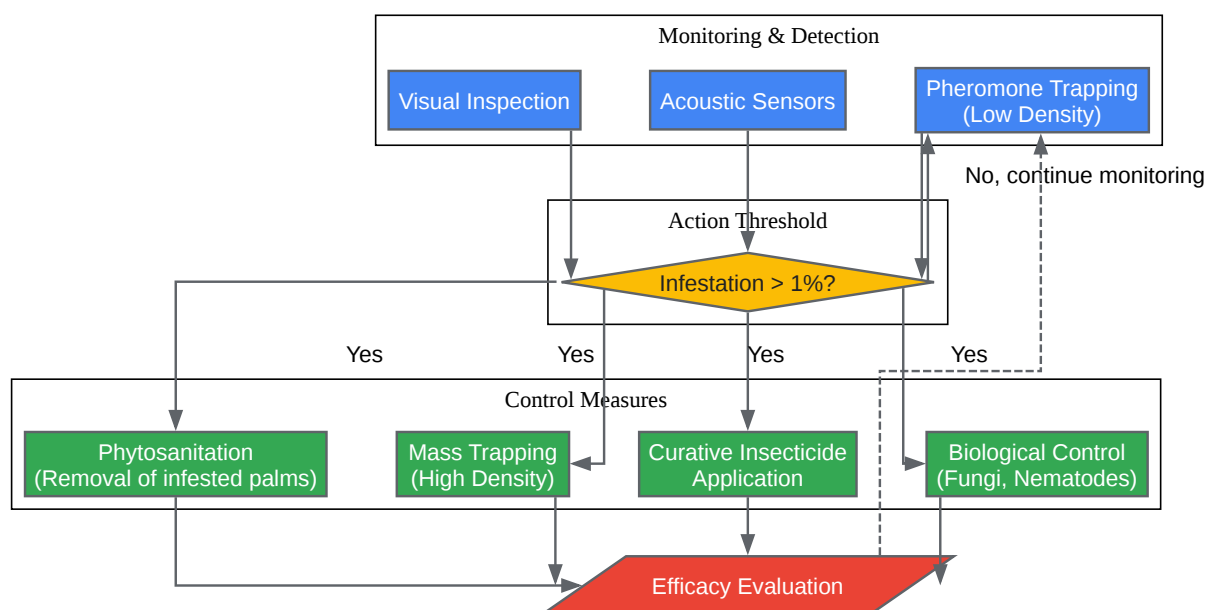 Monitoring & Detection
Visual Inspection
Acoustic Sensors
Pheromone Trapping
(Low Density)
No, continue monitoring
Action Threshold
Infestation > 1%?
Yes
Yes
Yes
Yes
Control Measures
Phytosanitation
(Removal of infested palms)
Mass Trapping
(High Density)
Curative Insecticide
Application
Biological Control
(Fungi, Nematodes)
Efficacy Evaluation